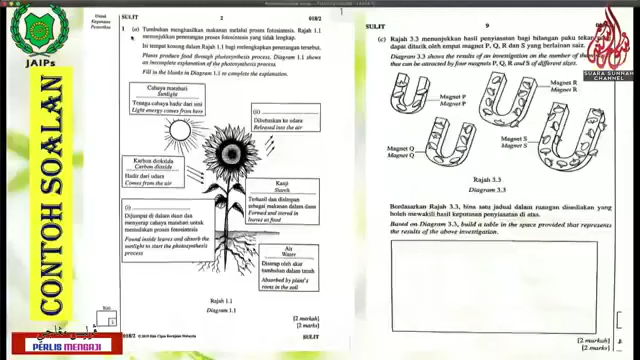 JAIPs
CONTOH SOALAN
PERLIS MENGAJI
SUARA SUNNAH
CHANNEL
SULIT
2
018/2
1 (a) Tumbuhan menghasilkan makanan melalui proses fotosintesis. Rajah 1.1
menunjukkan penerangan proses fotosintesis yang tidak lengkap.
Isi tempat kosong dalam Rajah 1.1 bagi melengkapkan penerangan tersebut.
Plants produce food through photosynthesis process, Diagram 1.1 shows
an incomplete explanation of the photosynthesis process.
Fill in the blanks in Diagram 1.1 to complete the explanation.
Cahaya matahari
Sunlight
Tenaga cahaya hadir dari sini
Light energy comes from here
(ii)
Dibebaskan ke udara
Released into the air
Karbon dioksida
Carbon dioxide
Hadir dari udara
Comes from the air
Kanji
Starch
Terhasil dan disimpan
sebagai makanan dalam daun
Formed and stored in
leaves as food
(i)
Dijumpai di dalam daun dan
menyerap cahaya matahari untuk
memulakan proses fotosintesis
Found inside leaves and absorb the
sunlight to start the photosynthesis
process
Air
Water
Diserap oleh akar
tumbuhan dalam tanah
Absorbed by plant's
roots in the soil
Rajah 1.1
Diagram 1.1
[2 markah]
[2 marks]
018/2
SULIT
SULIT
9
(c) Rajah 3.3 menunjukkan hasil penyiasatan bagi bilangan paku tekan
dapat ditarik oleh empat magnet P, Q, R dan S yang berlainan saiz.
Diagram 3.3 shows the results of an investigation on the number of
can be attracted by four magnets P, Q, R and S of different sizes.
Magnet P
Magnet P
Magnet R
Magnet R
Magnet Q
Magnet Q
Magnet S
Magnet S
Rajah 3.3
Diagram 3.3
Berdasarkan Rajah 3.3, bina satu jadual dalam ruangan disediakan yang
boleh mewakili hasil keputusan penyiasatan di atas.
Based on Diagram 3.3, build a table in the space provided that represents
the results of the above investigation.
[2 markah]
[2 marks]